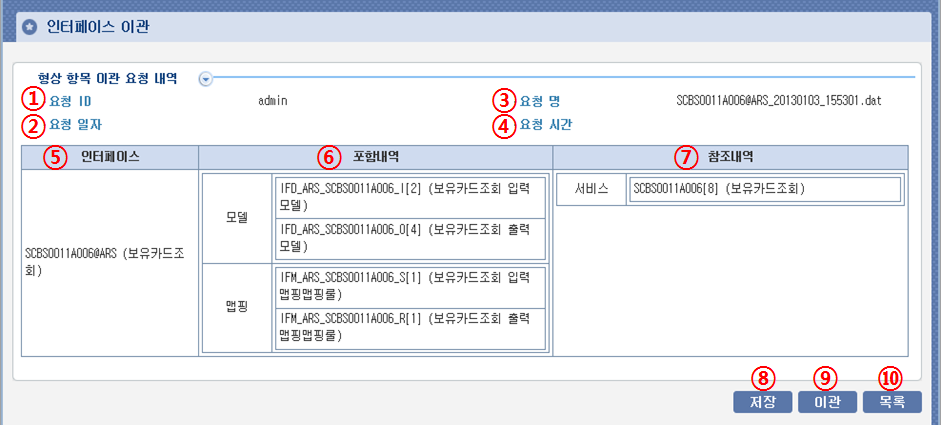 인터페이스 이관
형상 항목 이관 요청 내역
① 요청 ID admin ③ 요청 명 SCBS0011A006@ARS_20130103_155301.dat
② 요청 일자 ④ 요청 시간
⑤ 인터페이스 ⑥ 포함내역 ⑦ 참조내역
SCBS0011A006@ARS (보유카드조
회)
모델
IFD_ARS_SCBS0011A006_I[2] (보유카드조회 입력
모델)
IFD_ARS_SCBS0011A006_O[4] (보유카드조회 출력
모델)
맵핑
IFM_ARS_SCBS0011A006_S[1] (보유카드조회 입력
맵핑맵핑룰)
IFM_ARS_SCBS0011A006_R[1] (보유카드조회 출력
맵핑맵핑룰)
서비스 SCBS0011A006[8] (보유카드조회)
⑧ ⑨ ⑩
저장 이관 목록